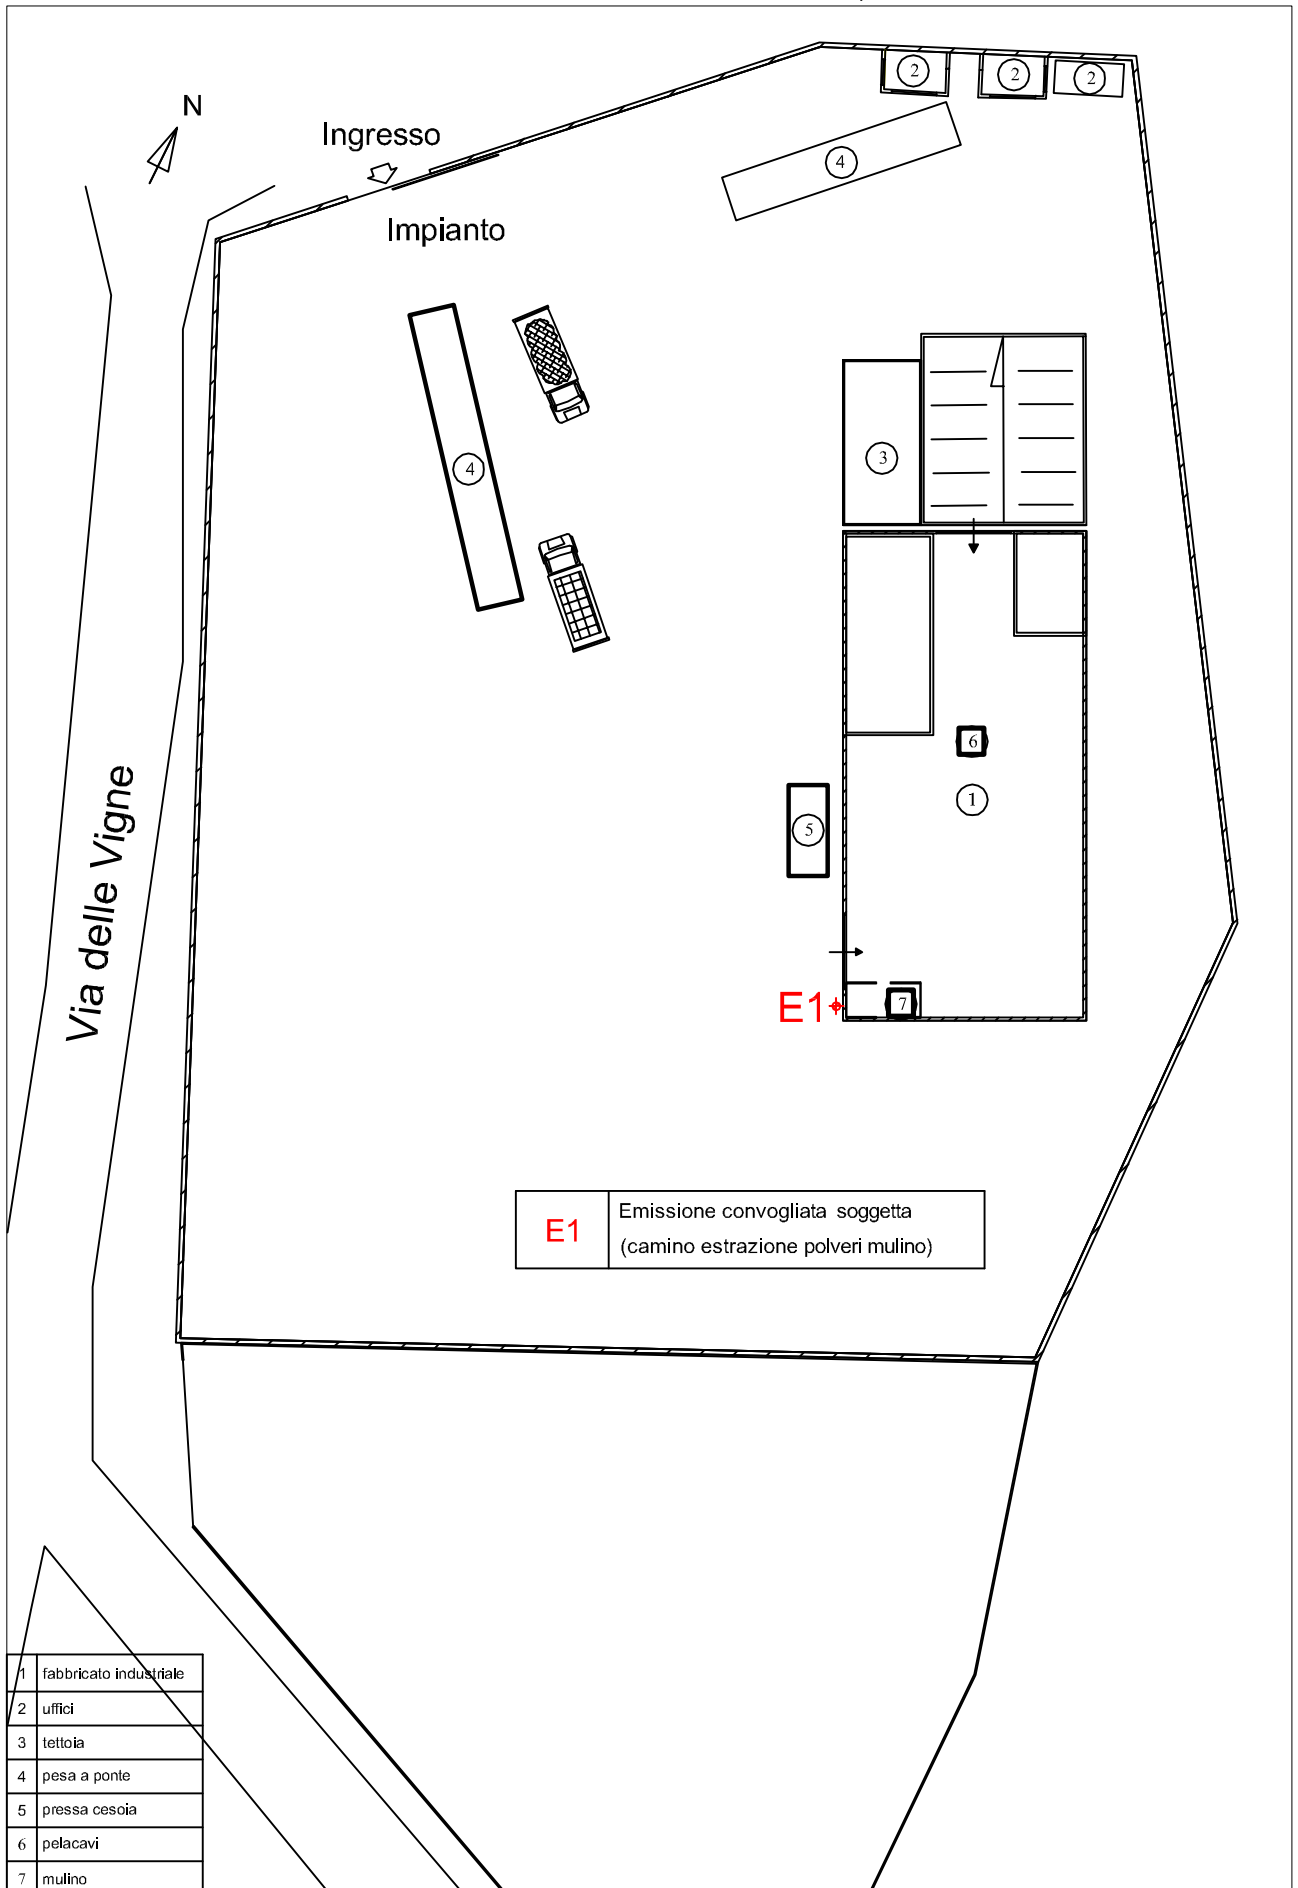 N
Ingresso
Impianto
2
2
2
4
4
3
6
1
5
7
E1
Via delle Vigne
E1
Emissione convogliata soggetta
(camino estrazione polveri mulino)
1 fabbricato industriale
2 uffici
3 tettoia
4 pesa a ponte
5 pressa cesoia
6 pelacavi
7 mulino